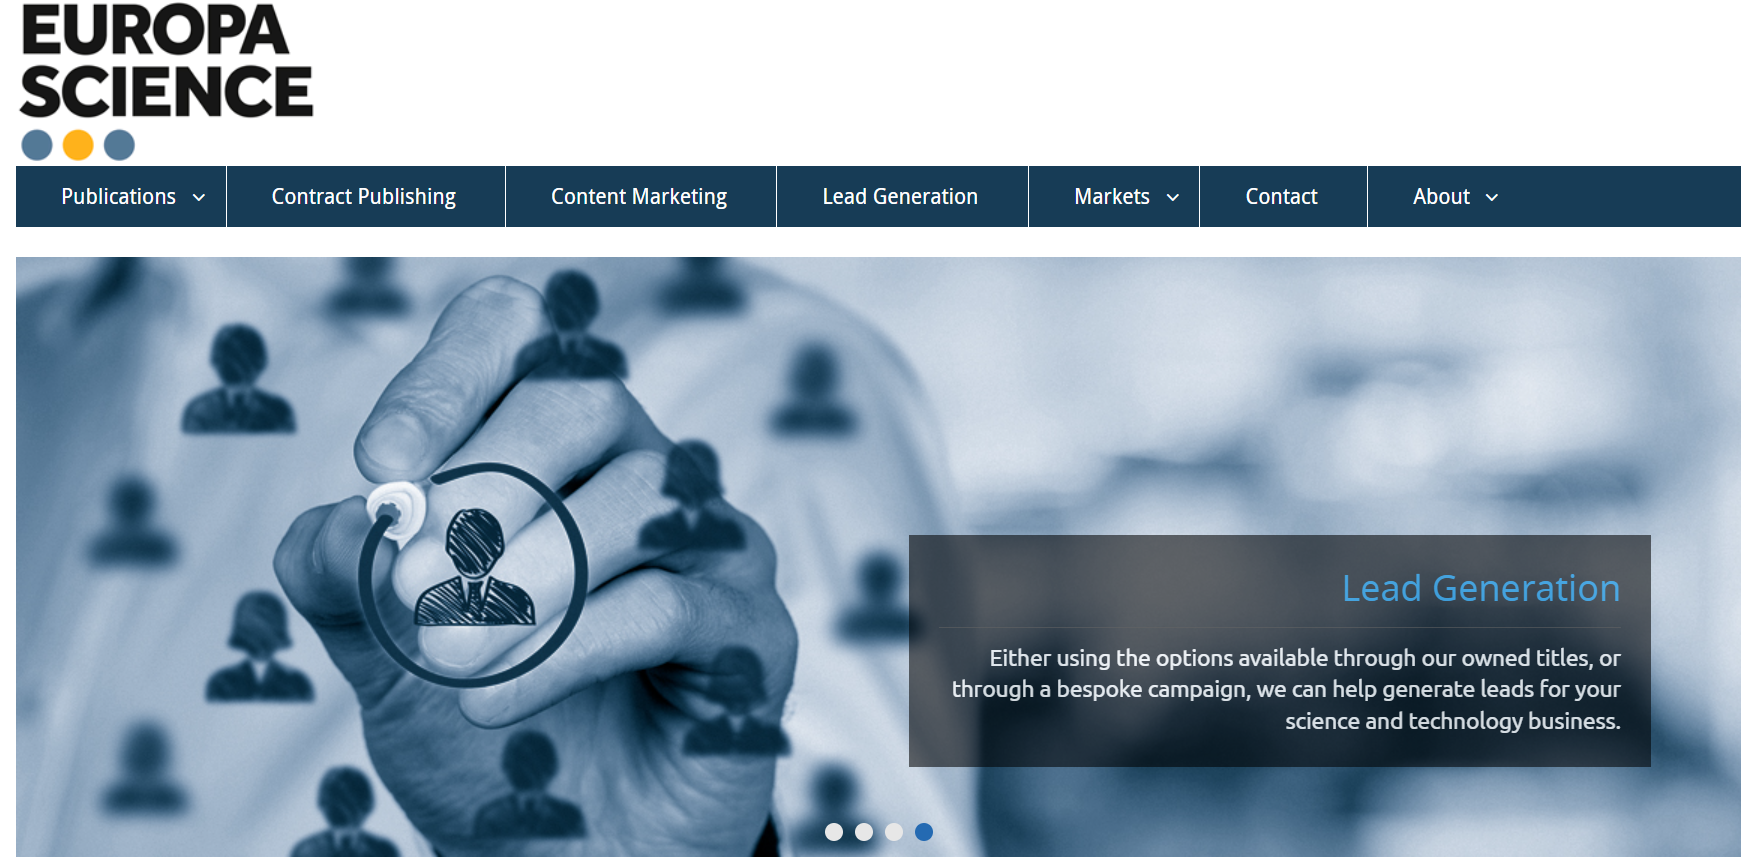 EUROPA
SCIENCE
Publications
Contract Publishing
Content Marketing
Lead Generation
Markets
Contact
About
Lead Generation
Either using the options available through our owned titles, or
through a bespoke campaign, we can help generate leads for your
science and technology business.